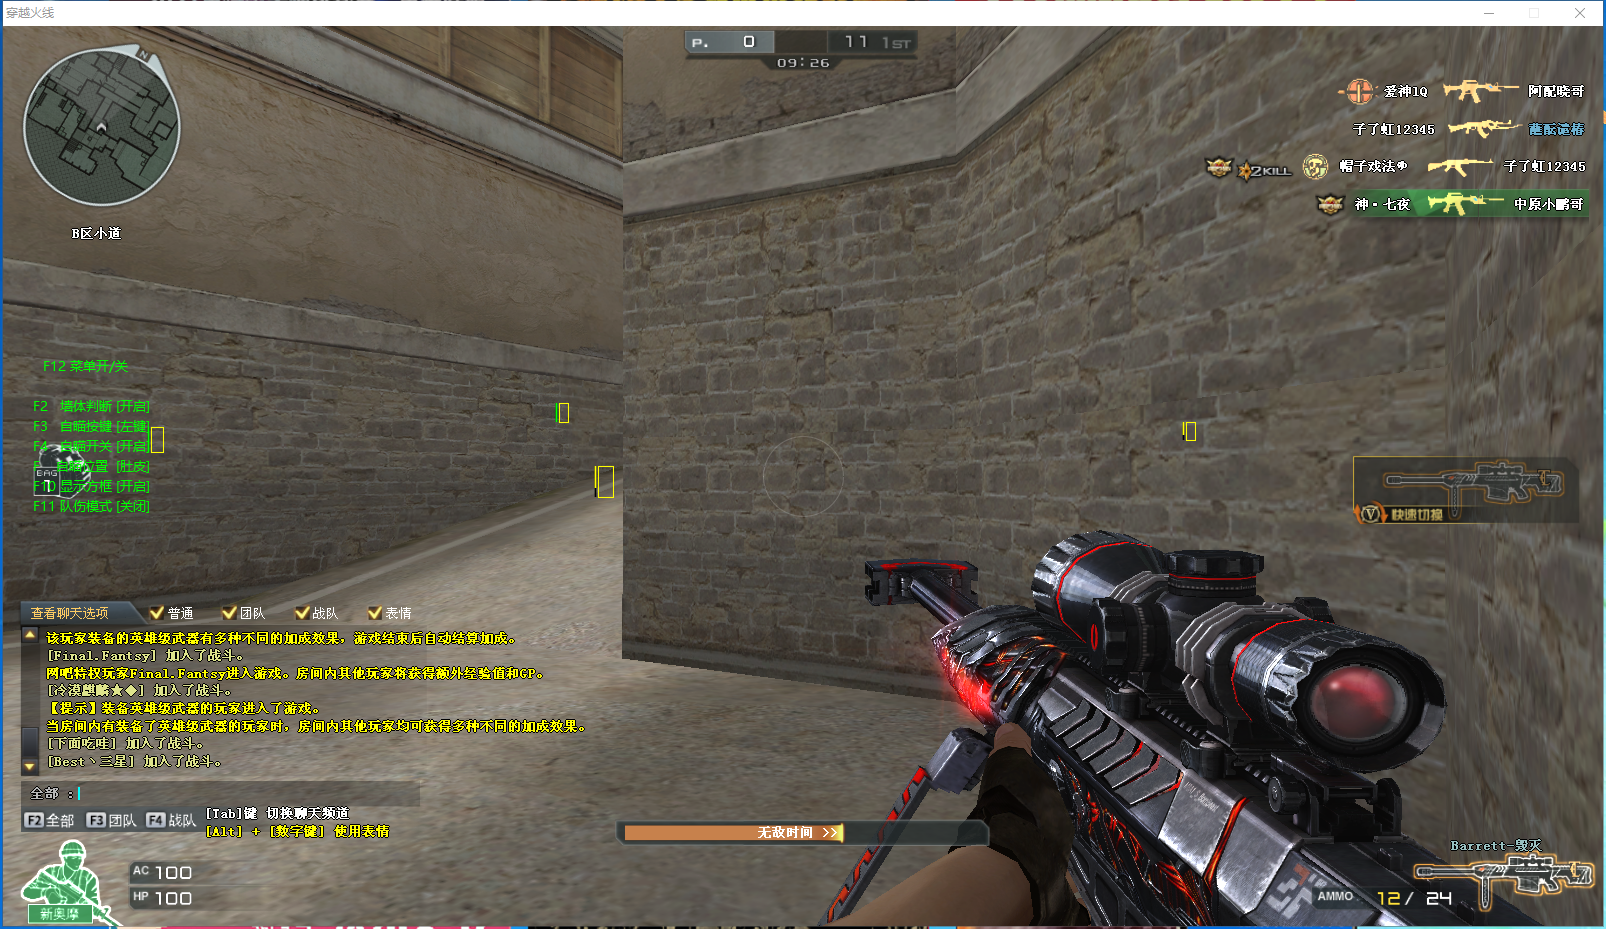 穿越火线
P. 0 11 1ST
09:26
N
B区小道
爱神lQ 阿配晓哥
子了虹12345
2KILL 帽子戏法 子了虹12345
神·七夜 中原小鹏哥
F12 菜单开/关
F2 墙体判断 [开启]
F3 自瞄按键 [左键]
F4 自瞄开关 [开启]
自瞄位置 [肚皮]
F10 显示方框 [开启]
F11 队伤模式 [关闭]
BAG
1
V 快速切换
查看聊天选项 普通 团队 战队 表情
该玩家装备的英雄级武器有多种不同的加成效果，游戏结束后自动结算加成。
[Final.Fantsy] 加入了战斗。
网吧特权玩家Final.Fantsy进入游戏。房间内其他玩家将获得额外经验值和GP。
[冷漠麒麟★◆] 加入了战斗。
【提示】装备英雄级武器的玩家进入了游戏。
当房间内有装备了英雄级武器的玩家时，房间内其他玩家均可获得多种不同的加成效果。
[下面吃哇] 加入了战斗。
[Best丶三星] 加入了战斗。
全部 :
F2 全部 F3 团队 F4 战队 [Tab]键 切换聊天频道
[Alt] + [数字键] 使用表情
无敌时间 >>
AC 100
HP 100
新奥摩
Barrett-毁灭
AMMO. 12/ 24